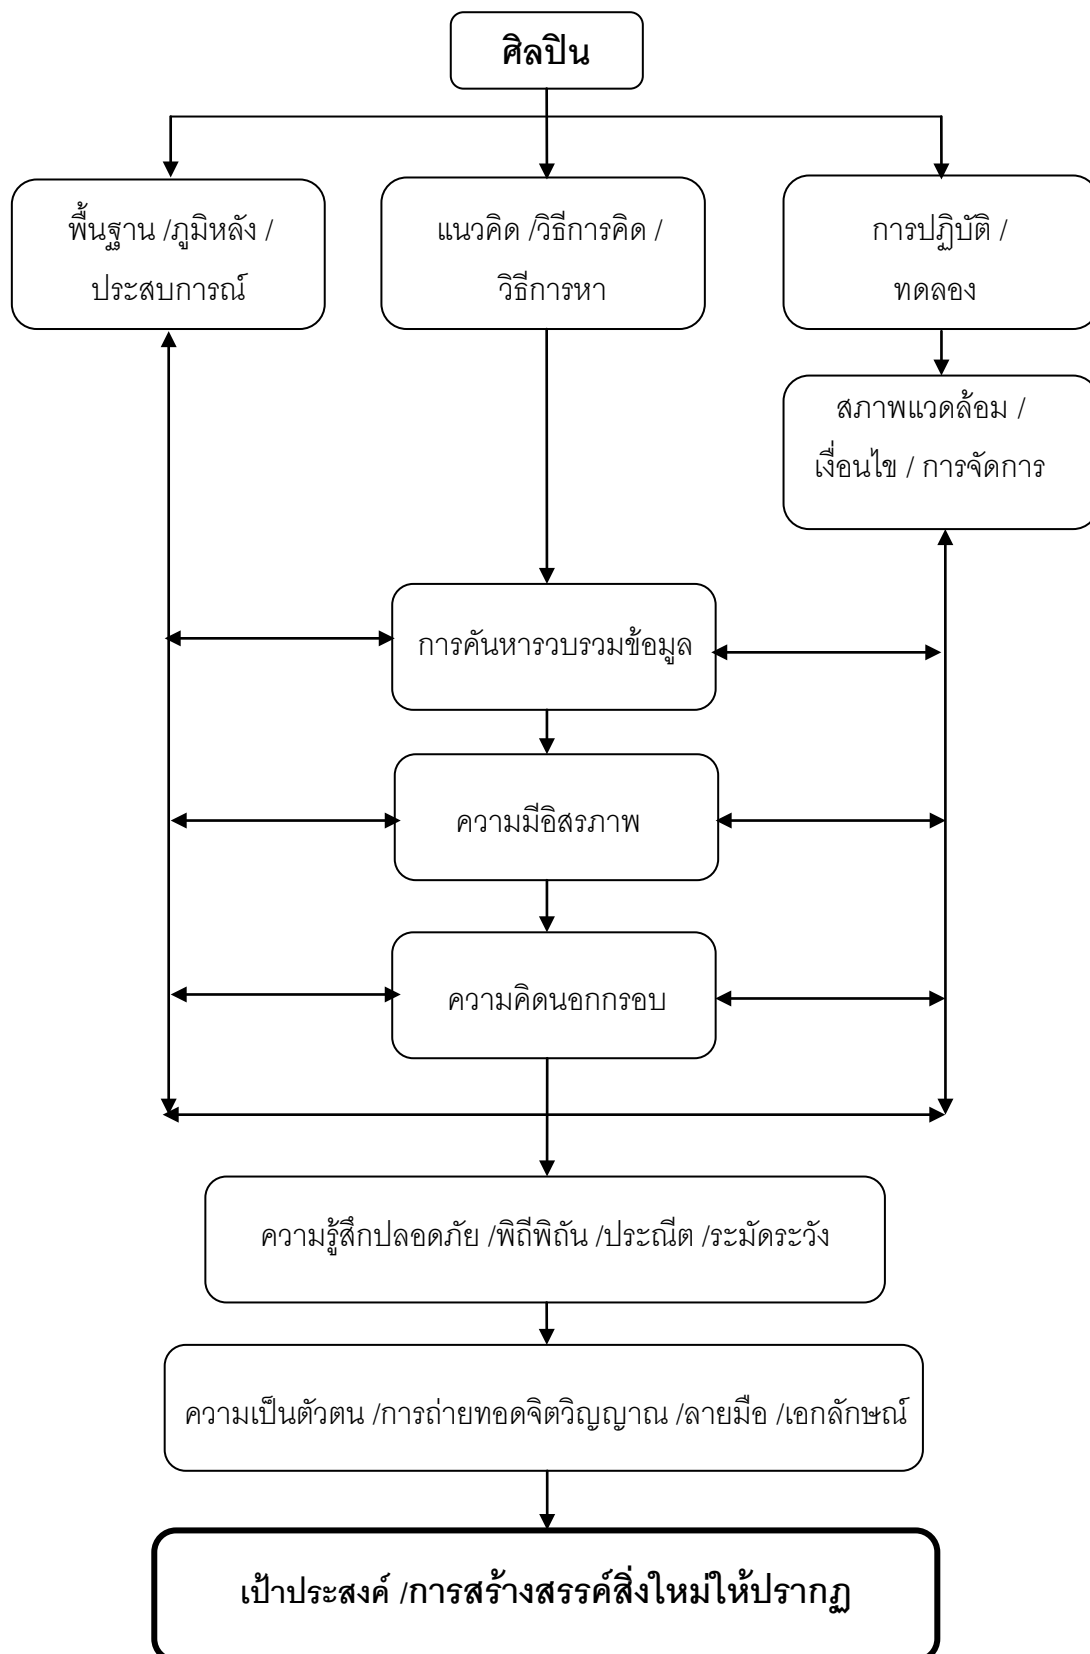 ศิลปิน
พื้นฐาน /ภูมิหลัง /
ประสบการณ์
แนวคิด /วิธีการคิด /
วิธีการหา
การปฏิบัติ /
ทดลอง
สภาพแวดล้อม /
เงื่อนไข / การจัดการ
การค้นหารวบรวมข้อมูล
ความมีอิสรภาพ
ความคิดนอกกรอบ
ความรู้สึกปลอดภัย /พิถีพิถัน /ประณีต /ระมัดระวัง
ความเป็นตัวตน /การถ่ายทอดจิตวิญญาณ /ลายมือ /เอกลักษณ์
เป้าประสงค์ /การสร้างสรรค์สิ่งใหม่ให้ปรากฏ